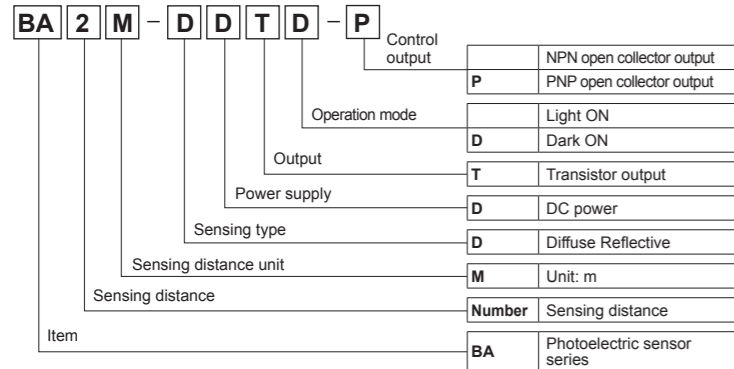 BA 2 M - D D T D - P
Control
output
NPN open collector output
P PNP open collector output
Operation mode
Light ON
D Dark ON
Output
T Transistor output
Power supply
D DC power
Sensing type
D Diffuse Reflective
Sensing distance unit
M Unit: m
Sensing distance
Number Sensing distance
Item
BA Photoelectric sensor
series